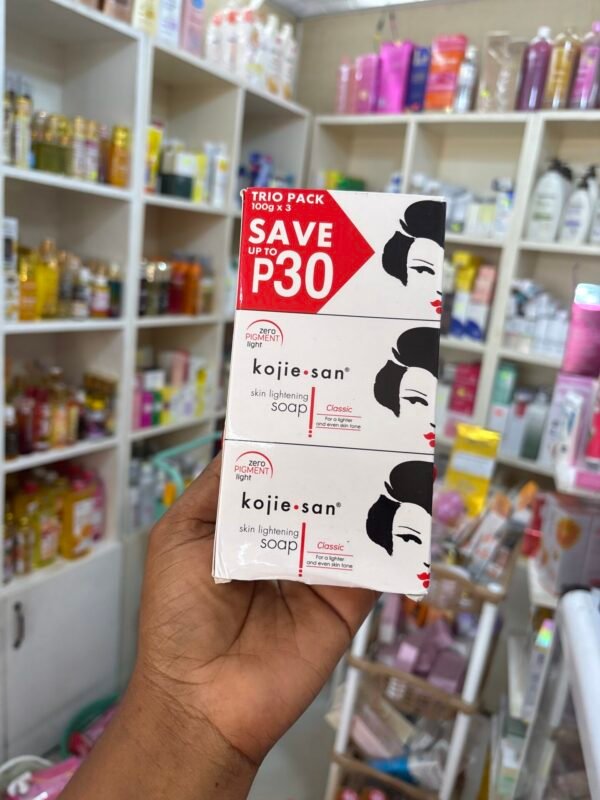 TRIO PACK
100g x 3
SAVE
UP TO
P30
zero
PIGMENT
light
kojie•san®
skin lightening
soap
Classic
For a lighter
and even skin tone
zero
PIGMENT
light
kojie•san®
skin lightening
soap
Classic
For a lighter
and even skin tone